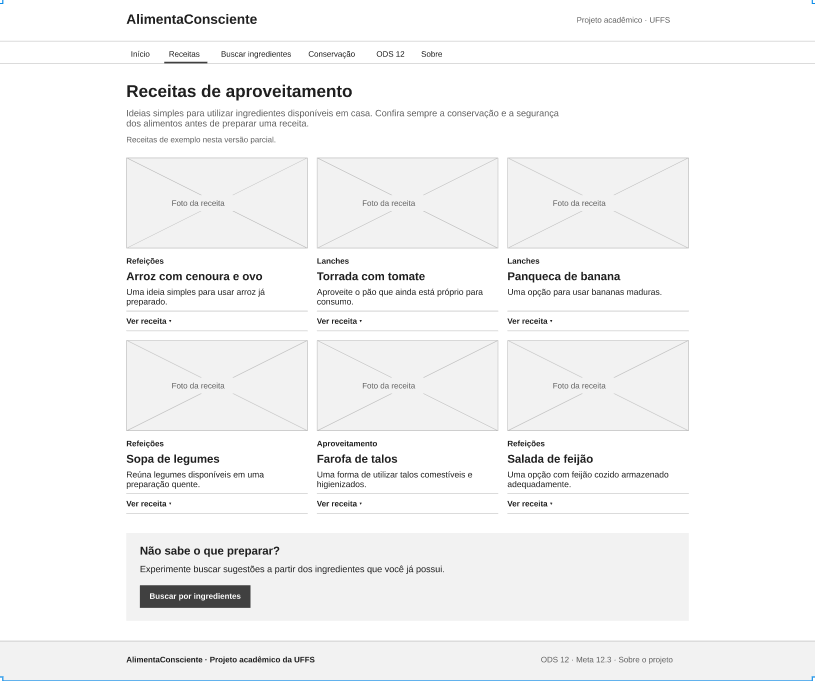 AlimentaConsciente
Projeto acadêmico · UFFS
Início Receitas Buscar ingredientes Conservação ODS 12 Sobre
Receitas de aproveitamento
Ideias simples para utilizar ingredientes disponíveis em casa. Confira sempre a conservação e a segurança
dos alimentos antes de preparar uma receita.
Receitas de exemplo nesta versão parcial.
Foto da receita
Refeições
Arroz com cenoura e ovo
Uma ideia simples para usar arroz já
preparado.
Ver receita
Foto da receita
Lanches
Torrada com tomate
Aproveite o pão que ainda está próprio para
consumo.
Ver receita
Foto da receita
Lanches
Panqueca de banana
Uma opção para usar bananas maduras.
Ver receita
Foto da receita
Refeições
Sopa de legumes
Reúna legumes disponíveis em uma
preparação quente.
Ver receita
Foto da receita
Aproveitamento
Farofa de talos
Uma forma de utilizar talos comestíveis e
higienizados.
Ver receita
Foto da receita
Refeições
Salada de feijão
Uma opção com feijão cozido armazenado
adequadamente.
Ver receita
Não sabe o que preparar?
Experimente buscar sugestões a partir dos ingredientes que você já possui.
Buscar por ingredientes
AlimentaConsciente · Projeto acadêmico da UFFS
ODS 12 · Meta 12.3 · Sobre o projeto